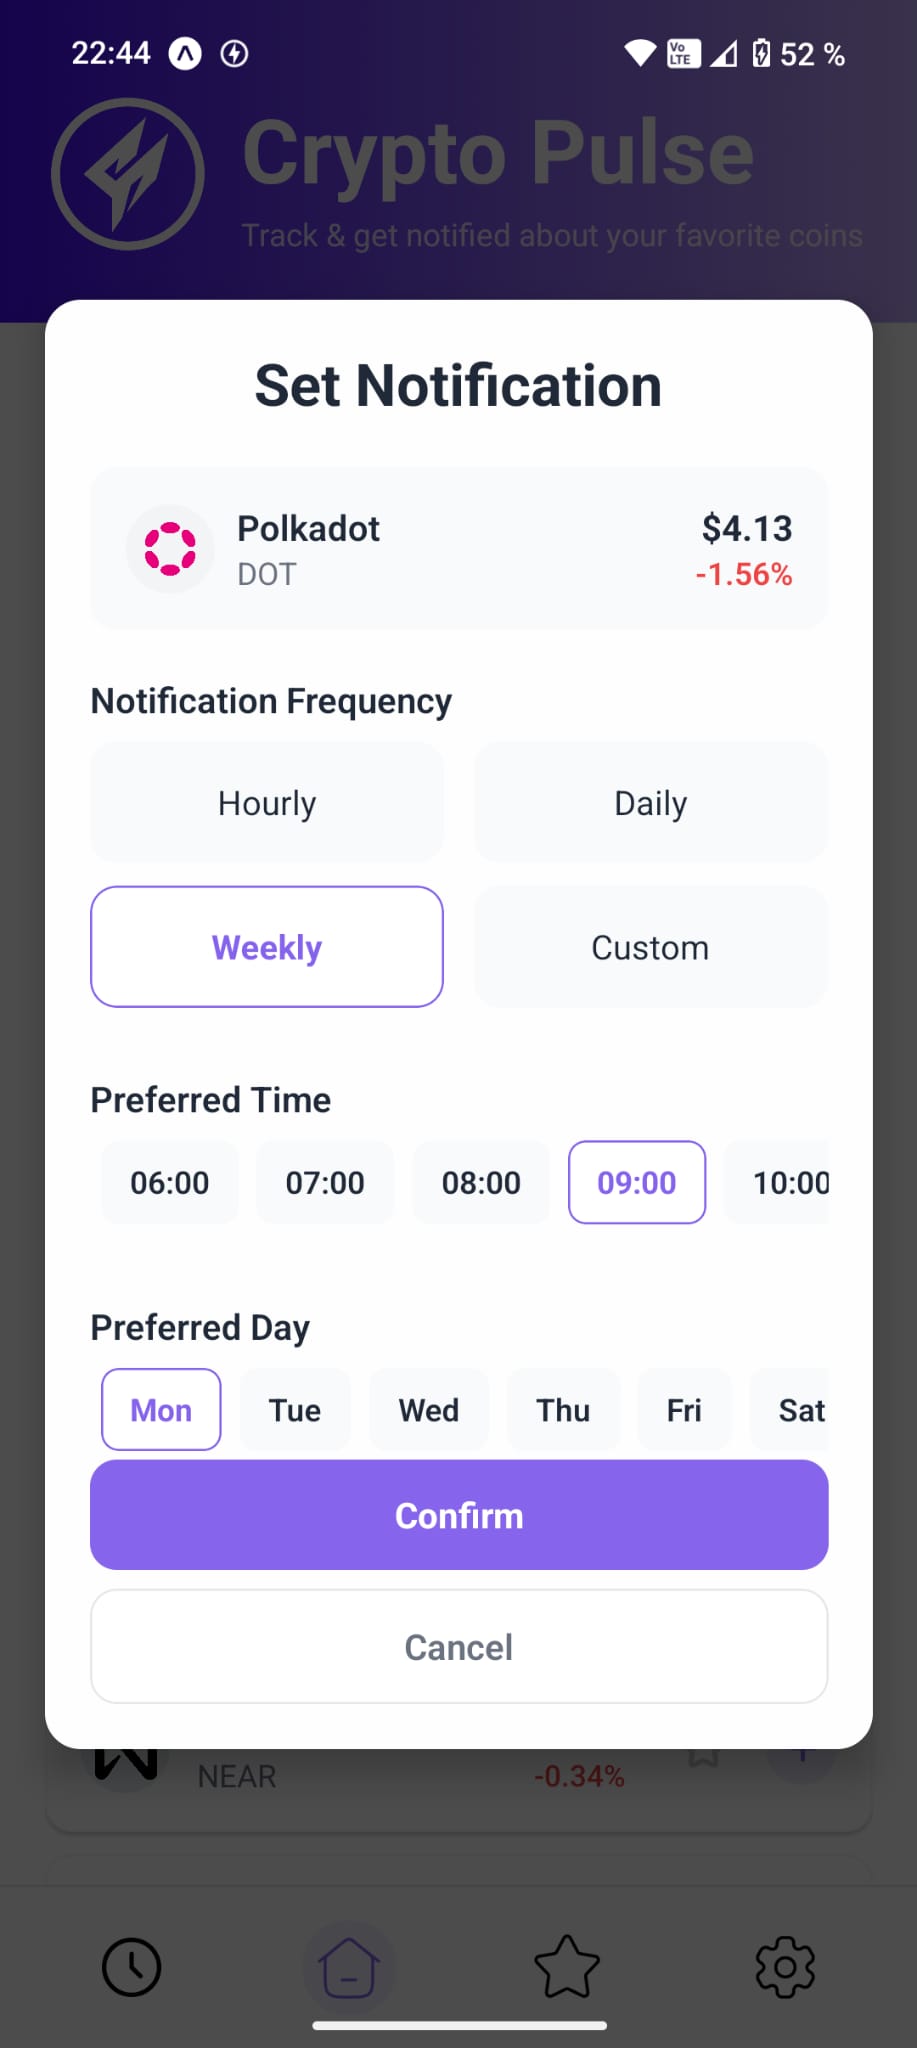 22:44
Vo
LTE
52 %
Crypto Pulse
Track & get notified about your favorite coins
Set Notification
Polkadot
$4.13
DOT
-1.56%
Notification Frequency
Hourly
Daily
Weekly
Custom
Preferred Time
06:00
07:00
08:00
09:00
10:00
Preferred Day
Mon
Tue
Wed
Thu
Fri
Sat
Confirm
Cancel
NEAR
-0.34%